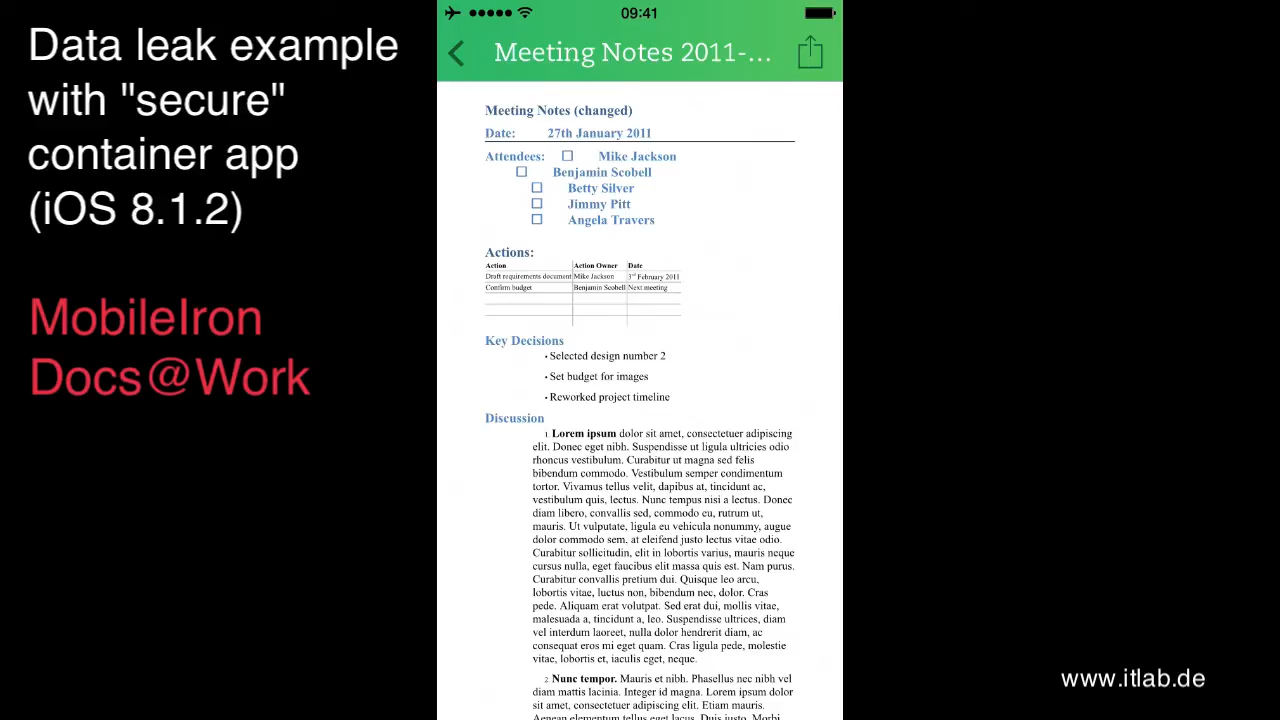 Data leak example
with "secure"
container app
(iOS 8.1.2)
MobileIron
Docs@Work
09:41
Meeting Notes 2011-...
Meeting Notes (changed)
Date: 27th January 2011
Attendees: ☐ Mike Jackson
☐ Benjamin Scobell
☐ Betty Silver
☐ Jimmy Pitt
☐ Angela Travers
Actions:
Action Action Owner Date
Draft requirements document Mike Jackson 3rd February 2011
Confirm budget Benjamin Scobell Next meeting
Key Decisions
• Selected design number 2
• Set budget for images
• Reworked project timeline
Discussion
1. Lorem ipsum dolor sit amet, consectetuer adipiscing
elit. Donec eget nibh. Suspendisse ut ligula ultricies odio
rhoncus vestibulum. Curabitur ut magna sed felis
bibendum commodo. Vestibulum semper condimentum
tortor. Vivamus tellus velit, dapibus at, tincidunt ac,
vestibulum quis, lectus. Nunc tempus nisi a lectus. Donec
diam libero, convallis sed, commodo eu, rutrum ut,
mauris. Ut vulputate, ligula eu vehicula nonummy, augue
dolor commodo sem, at eleifend justo lectus vitae odio.
Curabitur sollicitudin, elit in lobortis varius, mauris neque
cursus nulla, eget faucibus elit massa quis est. Nam purus.
Curabitur convallis pretium dui. Quisque leo arcu,
lobortis vitae, luctus non, bibendum nec, dolor. Cras
pede. Aliquam erat volutpat. Sed erat dui, mollis vitae,
malesuada a, tincidunt a, leo. Suspendisse ultrices, diam
vel interdum laoreet, nulla dolor hendrerit diam, ac
consequat eros mi eget quam. Cras ligula pede, molestie
vitae, lobortis et, iaculis eget, neque.
2. Nunc tempor. Mauris et nibh. Phasellus nec nibh vel
diam mattis lacinia. Integer id magna. Lorem ipsum dolor
sit amet, consectetuer adipiscing elit. Etiam mauris.
Aenean elementum tellus eget lacus. Duis justo. Morbi
www.itlab.de